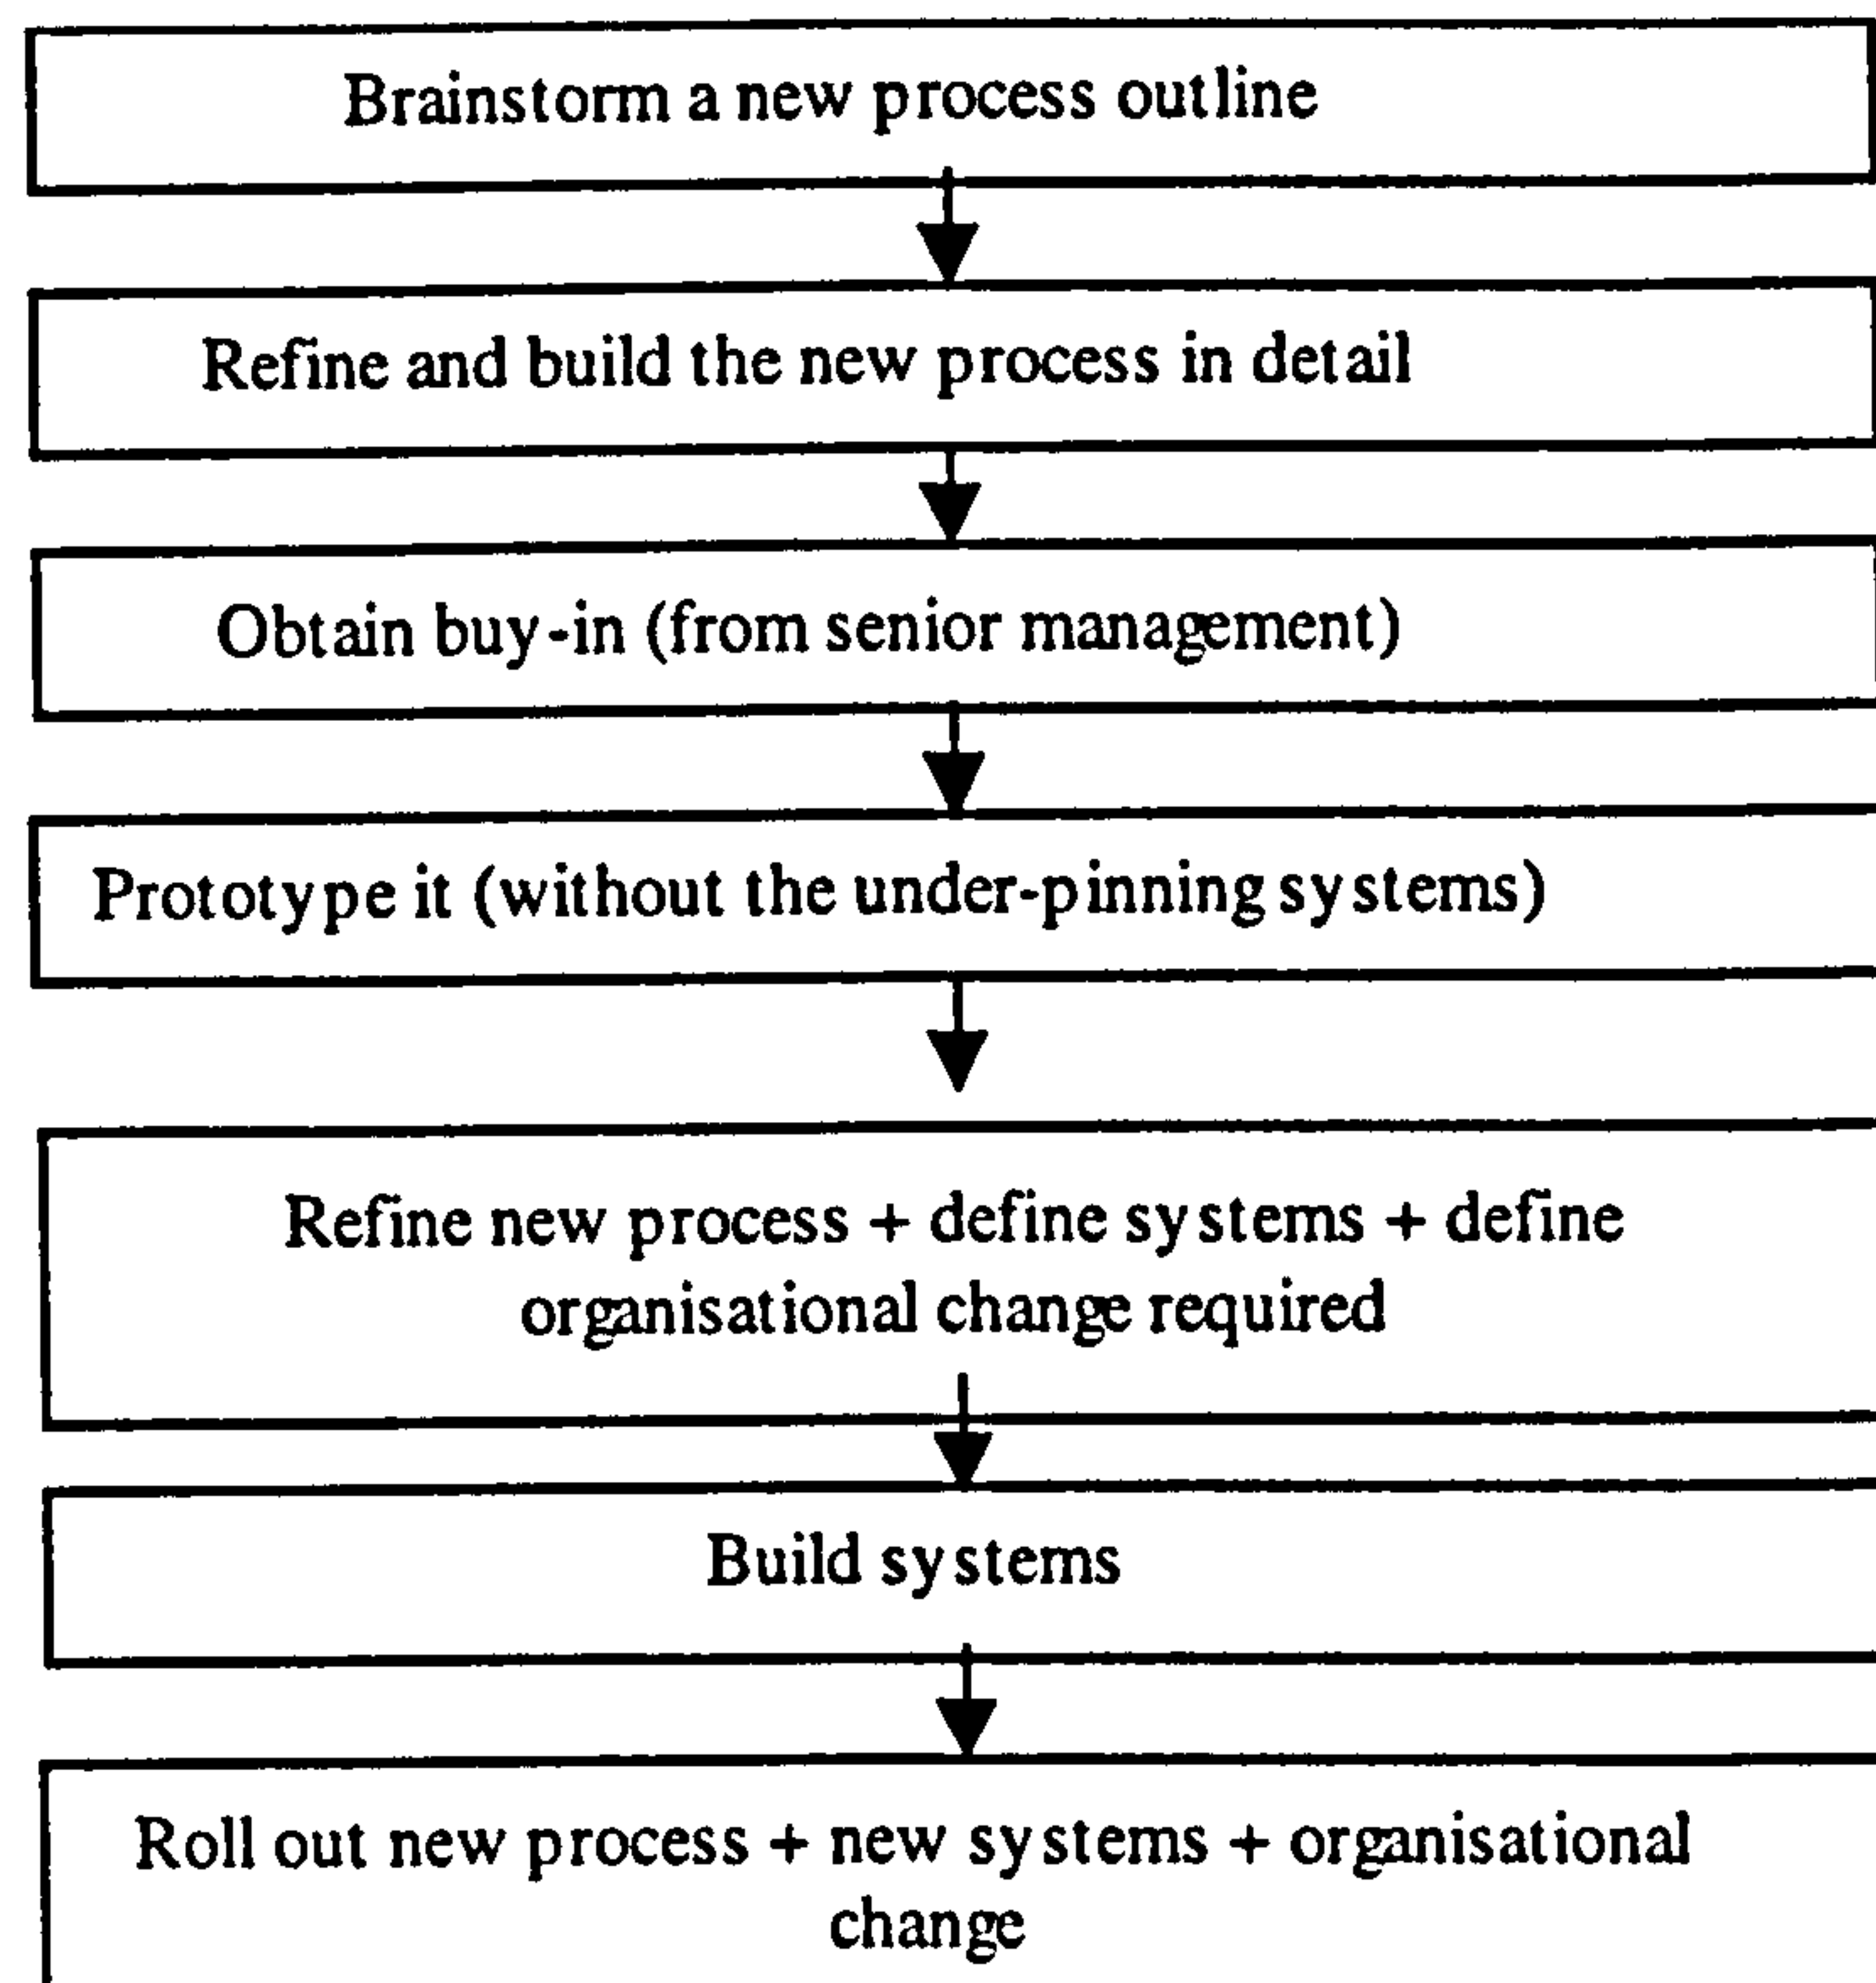 Brainstorm a new process outline
Refine and build the new process in detail
Obtain buy-in (from senior management)
Prototype it (without the under-pinning systems)
Refine new process + define systems + define
organisational change required
Build systems
Roll out new process + new systems + organisational
change